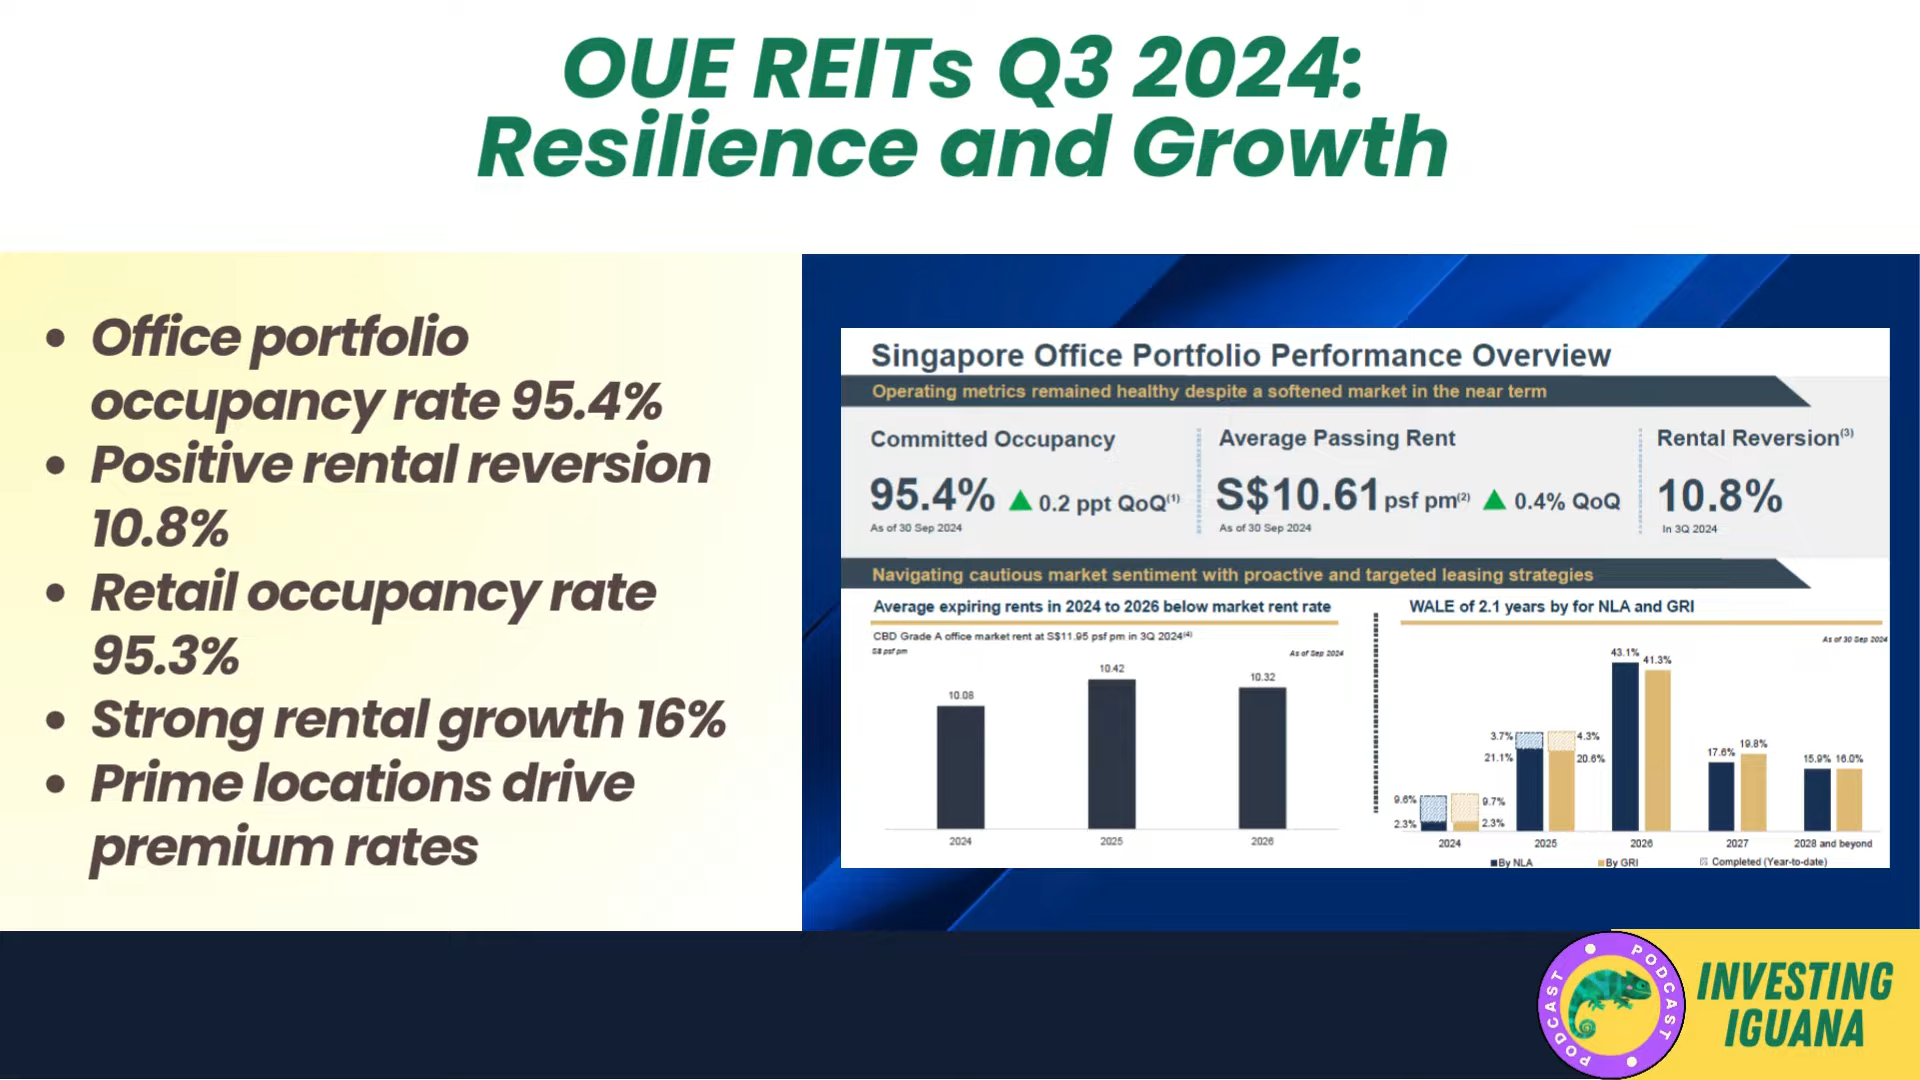 OUE REITs Q3 2024:
Resilience and Growth
• Office portfolio
occupancy rate 95.4%
• Positive rental reversion
10.8%
• Retail occupancy rate
95.3%
• Strong rental growth 16%
• Prime locations drive
premium rates
Singapore Office Portfolio Performance Overview
Operating metrics remained healthy despite a softened market in the near term
Committed Occupancy
95.4% ▲ 0.2 ppt QoQ(1)
As of 30 Sep 2024
Average Passing Rent
S$10.61 psf pm(2) ▲ 0.4% QoQ
As of 30 Sep 2024
Rental Reversion(3)
10.8%
In 3Q 2024
Navigating cautious market sentiment with proactive and targeted leasing strategies
Average expiring rents in 2024 to 2026 below market rent rate
CBD Grade A office market rent at S$11.95 psf pm in 3Q 2024(4)
S$ psf pm
As of Sep 2024
10.08 10.42 10.32
2024 2025 2026
WALE of 2.1 years by for NLA and GRI
As of 30 Sep 2024
43.1% 41.3%
3.7% 4.3%
21.1% 20.6%
17.6% 19.8%
15.9% 16.0%
9.6% 9.7%
2.3% 2.3%
2024 2025 2026 2027 2028 and beyond
By NLA By GRI Completed (Year-to-date)
PODCAST PODCAST
INVESTING
IGUANA